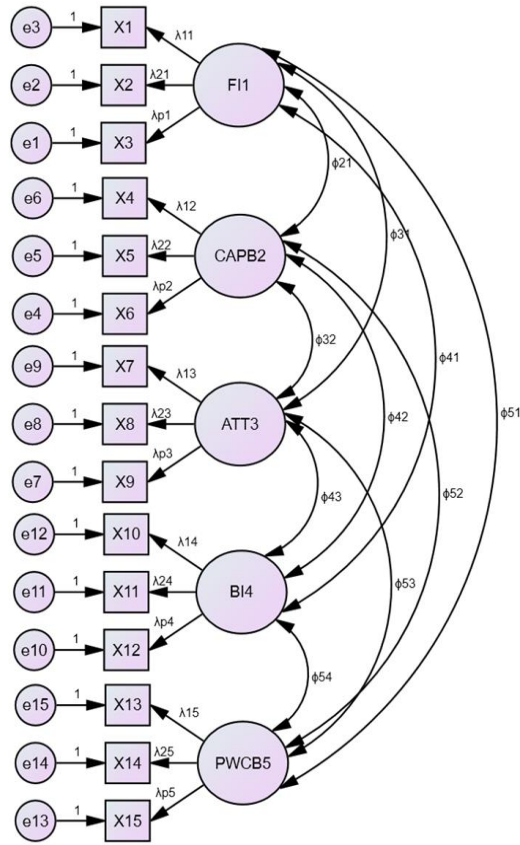 e3 1 X1 λ11
e2 1 X2 λ21 FI1
e1 1 X3 λp1
ϕ21
e6 1 X4 λ12
ϕ31
e5 1 X5 λ22 CAPB2
e4 1 X6 λp2
ϕ32
e9 1 X7 λ13
ϕ41
ϕ51
e8 1 X8 λ23 ATT3
ϕ42
e7 1 X9 λp3
ϕ43
ϕ52
e12 1 X10 λ14
e11 1 X11 λ24 BI4
ϕ53
e10 1 X12 λp4
ϕ54
e15 1 X13 λ15
e14 1 X14 λ25 PWCB5
e13 1 X15 λp5